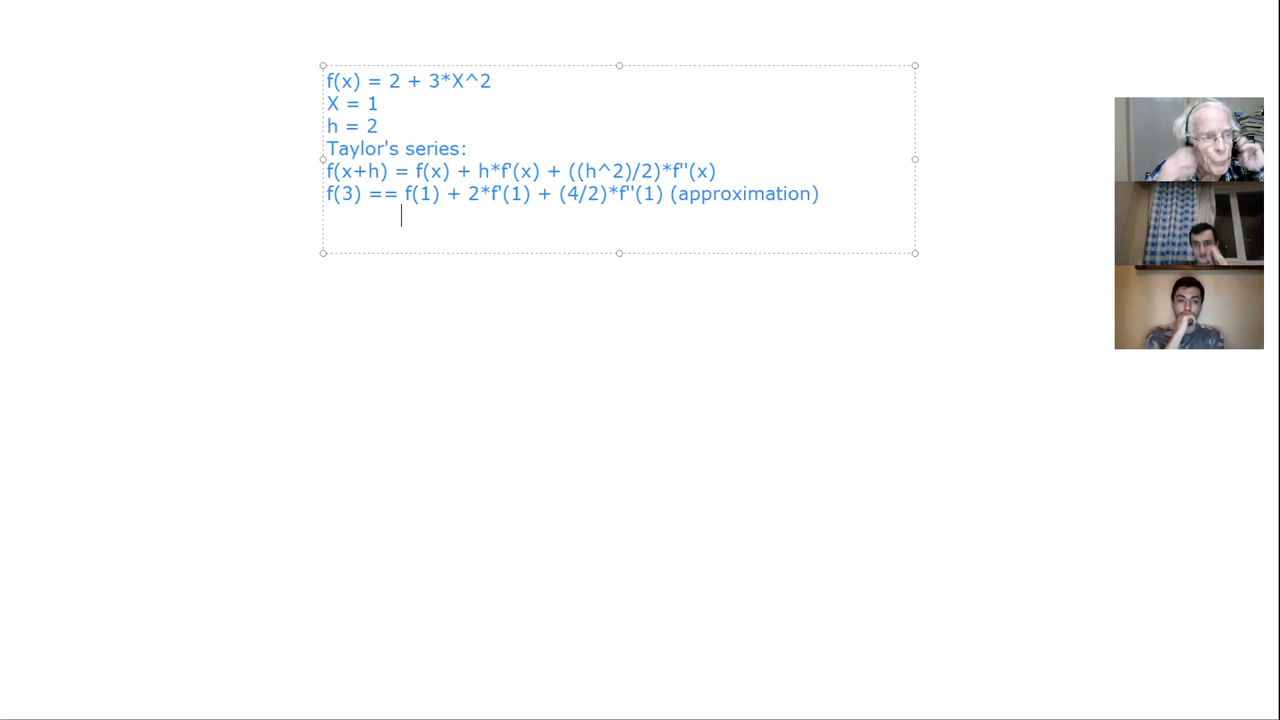 f(x) = 2 + 3*X^2
X = 1
h = 2
Taylor's series:
f(x+h) = f(x) + h*f'(x) + ((h^2)/2)*f''(x)
f(3) == f(1) + 2*f'(1) + (4/2)*f''(1) (approximation)